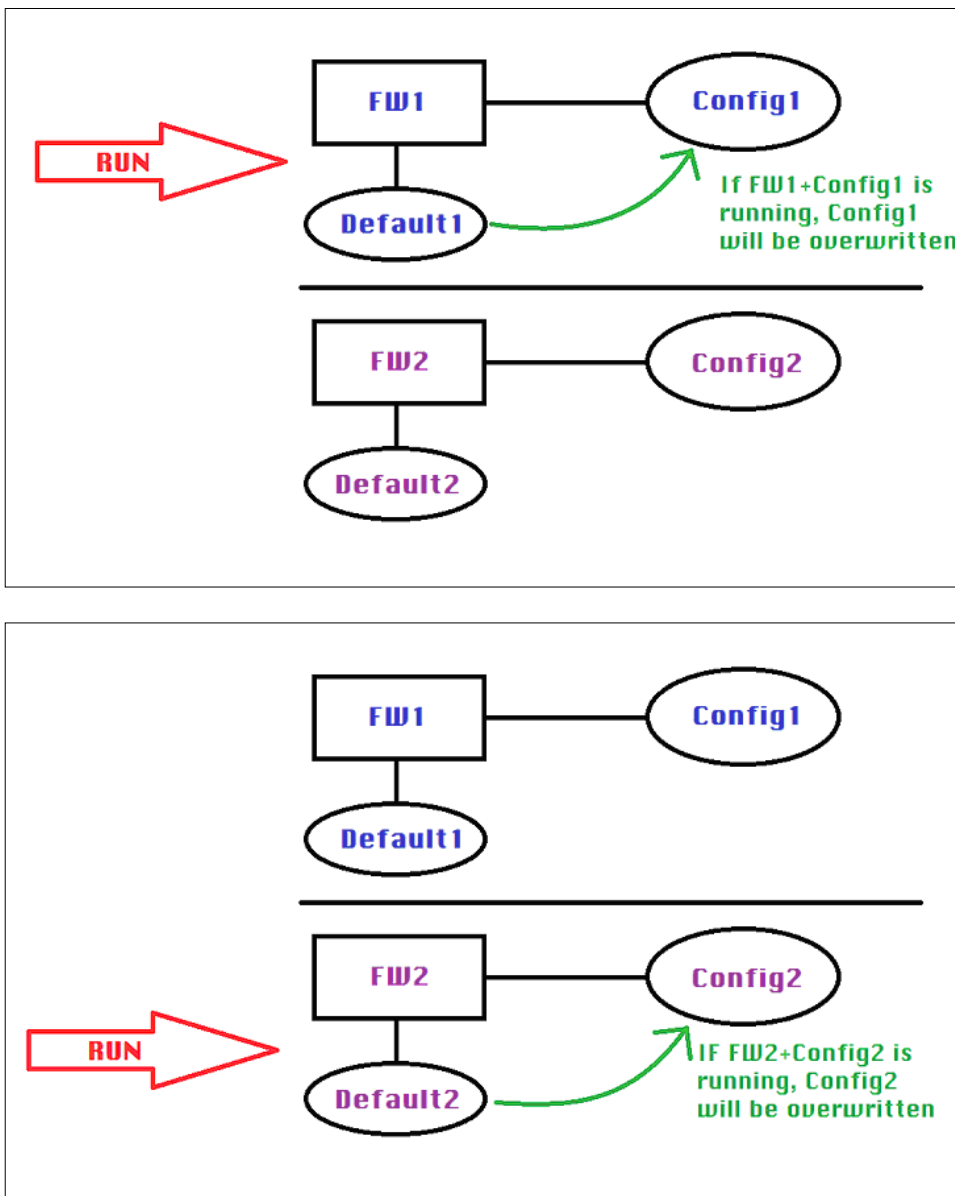 FW1
Config1
RUN
Default1
If FW1+Config1 is
running, Config1
will be overwritten
FW2
Config2
Default2
FW1
Config1
Default1
FW2
Config2
RUN
Default2
IF FW2+Config2 is
running, Config2
will be overwritten